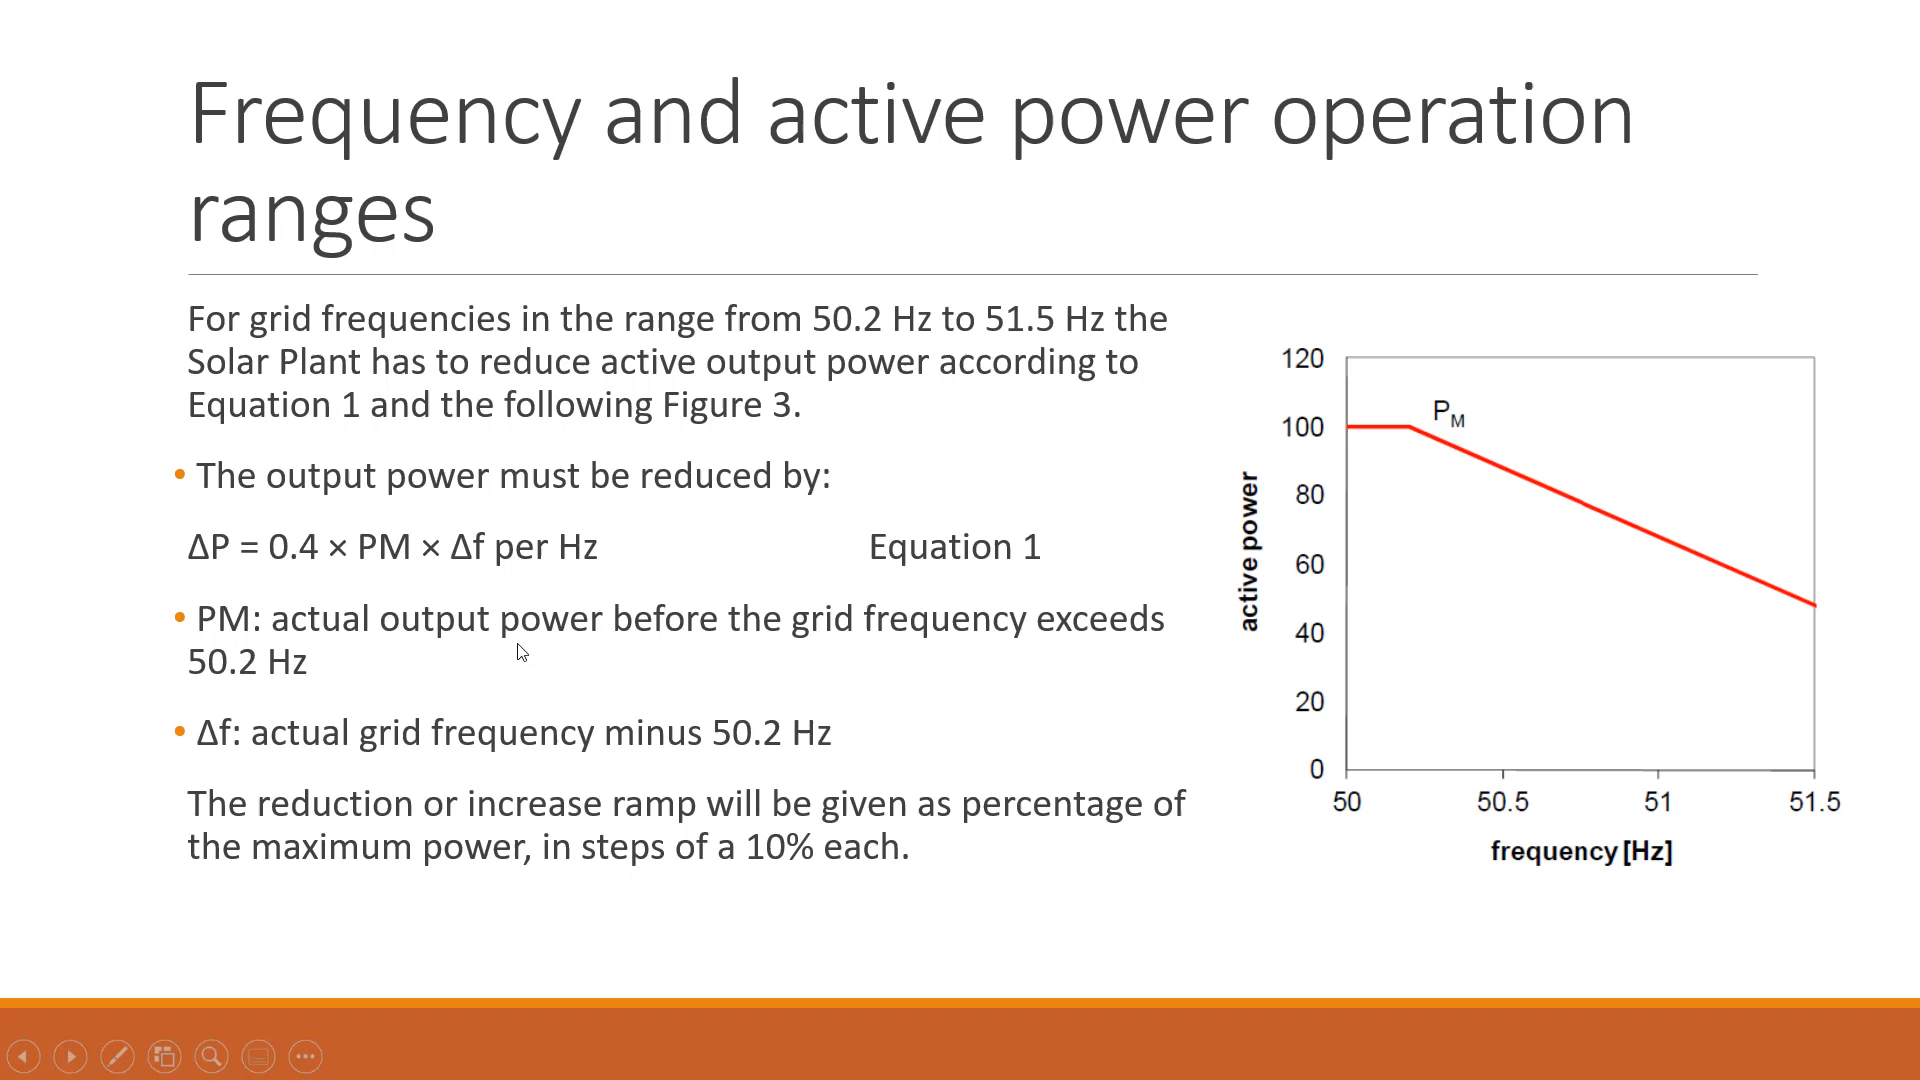 Frequency and active power operation
ranges
For grid frequencies in the range from 50.2 Hz to 51.5 Hz the
Solar Plant has to reduce active output power according to
Equation 1 and the following Figure 3.
• The output power must be reduced by:
ΔP = 0.4 × PM × Δf per Hz Equation 1
• PM: actual output power before the grid frequency exceeds
50.2 Hz
• Δf: actual grid frequency minus 50.2 Hz
The reduction or increase ramp will be given as percentage of
the maximum power, in steps of a 10% each.
120
100
80
60
40
20
0
active power
PM
50 50.5 51 51.5
frequency [Hz]